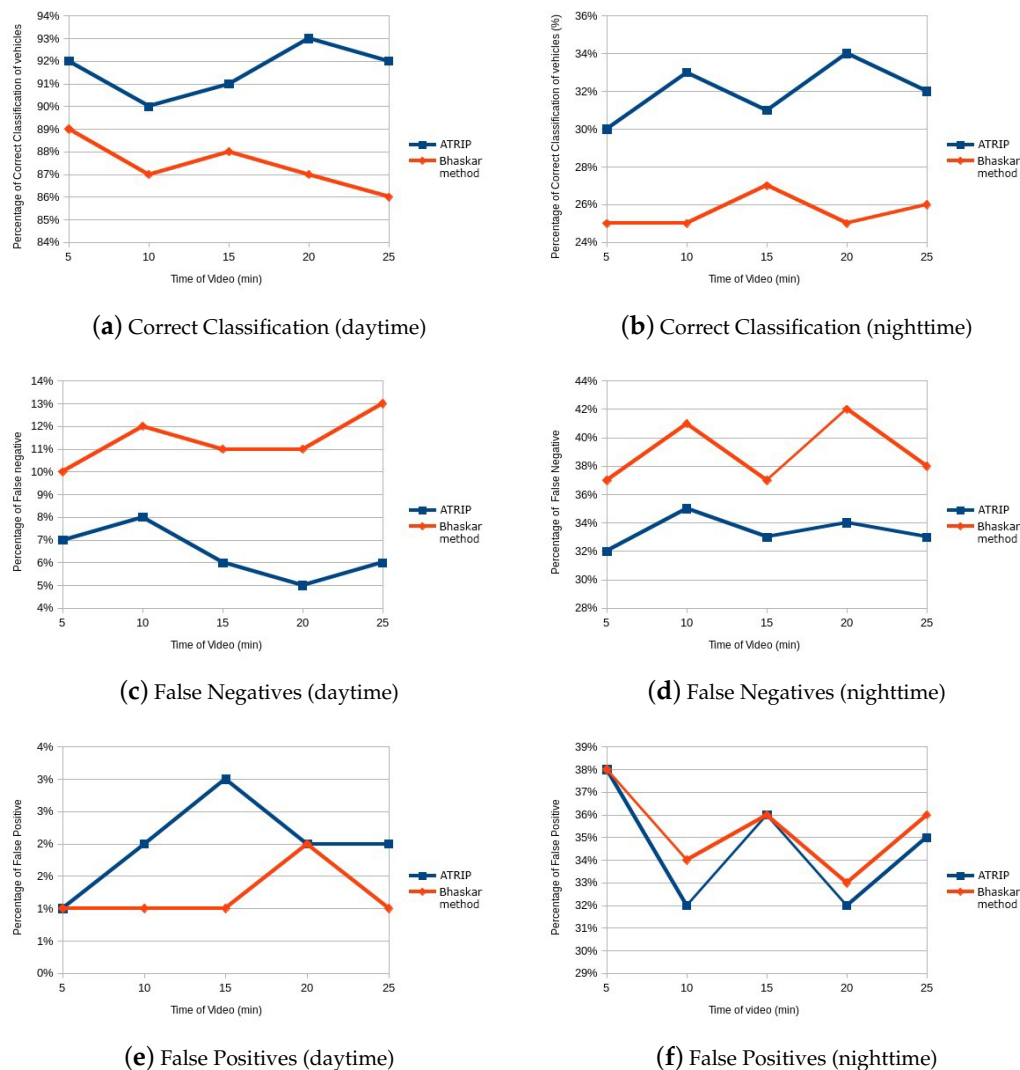 94%
93%
92%
91%
90%
89%
88%
87%
86%
85%
84%
5 10 15 20 25
Percentage of Correct Classification of vehicles
Time of Video (min)
ATRIP
Bhaskar
method
(a) Correct Classification (daytime)
36%
34%
32%
30%
28%
26%
24%
5 10 15 20 25
Percentage of Correct Classification of vehicles (%)
Time of Video (min)
ATRIP
Bhaskar
method
(b) Correct Classification (nighttime)
14%
13%
12%
11%
10%
9%
8%
7%
6%
5%
4%
5 10 15 20 25
Percentage of False negative
Time of Video (min)
ATRIP
Bhaskar
method
(c) False Negatives (daytime)
44%
42%
40%
38%
36%
34%
32%
30%
28%
5 10 15 20 25
Percentage of False Negative
Time of Video (min)
ATRIP
Bhaskar
method
(d) False Negatives (nighttime)
4%
3%
3%
2%
2%
1%
1%
0%
5 10 15 20 25
Percentage of False Positive
Time of Video (min)
ATRIP
Bhaskar
method
(e) False Positives (daytime)
39%
38%
37%
36%
35%
34%
33%
32%
31%
30%
29%
5 10 15 20 25
Percentage of False Positive
Time of video (min)
ATRIP
Bhaskar
method
(f) False Positives (nighttime)